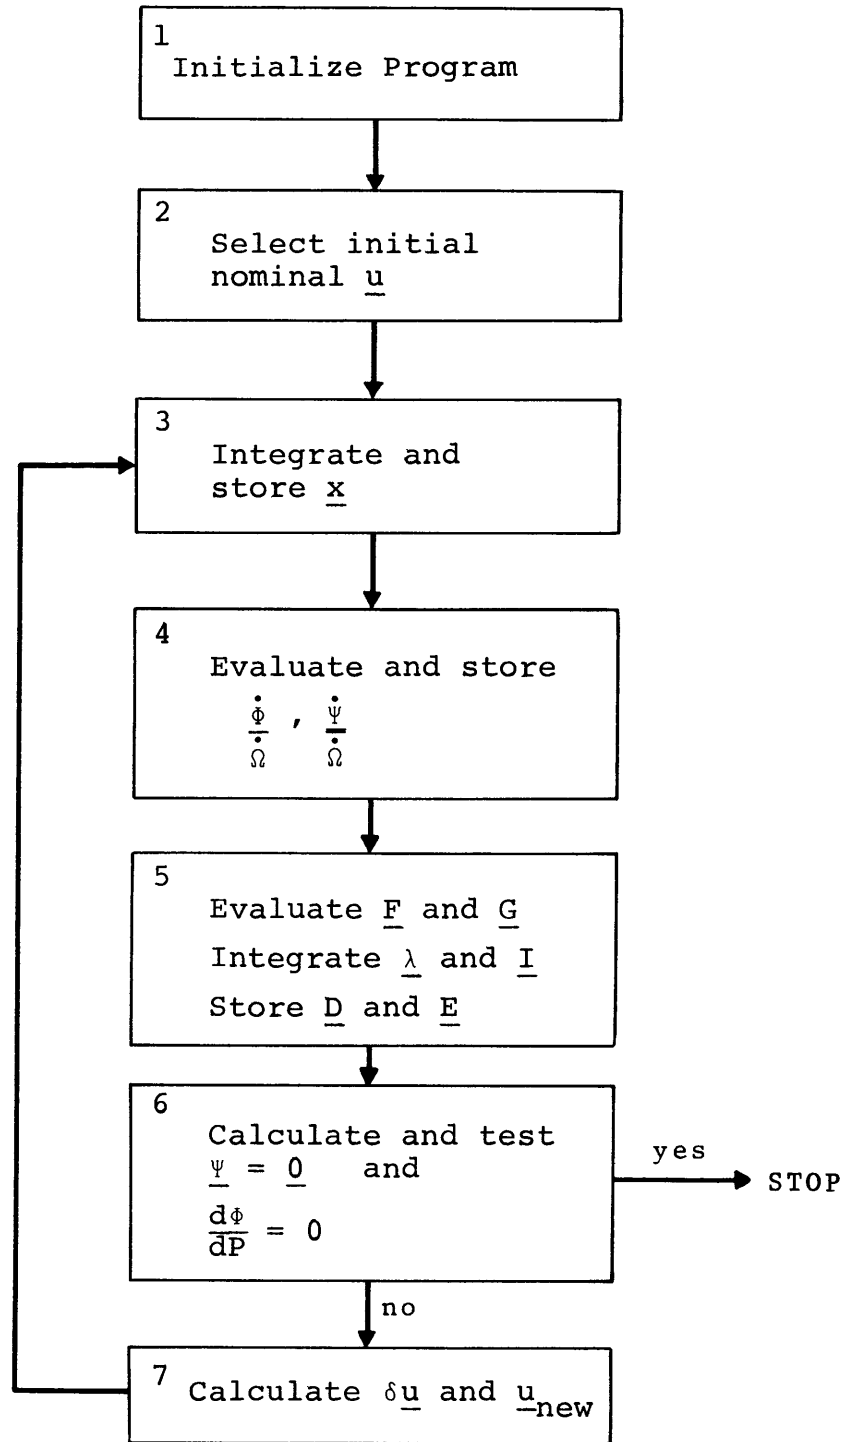 1
Initialize Program
2
Select initial
nominal u
3
Integrate and
store x
4
Evaluate and store
Φ̇/Ω̇ , Ψ̇/Ω̇
5
Evaluate F and G
Integrate λ and I
Store D and E
6
Calculate and test
Ψ = 0 and
dΦ/dP = 0
yes
STOP
no
7
Calculate δu and u_new